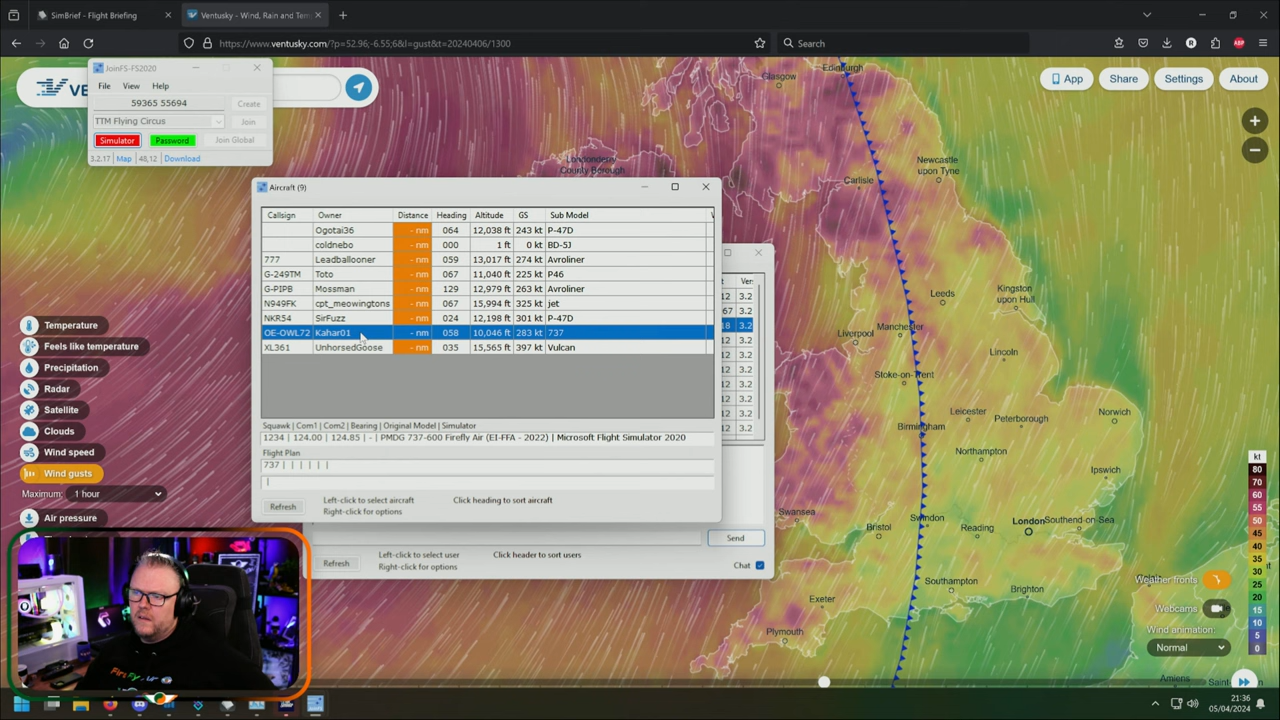 SimBrief - Flight Briefing
Ventusky - Wind, Rain and Tem
https://www.ventusky.com/?p=52.96;-6.55;6&l=gust&t=20240406/1300
Search
JoinFS-FS2020
File View Help
59365 55694
Create
TTM Flying Circus
Join
Simulator
Password
Join Global
3.2.17 Map 48,12 Download
App
Share
Settings
About
Aircraft (9)
Callsign Owner Distance Heading Altitude GS Sub Model
Ogotai36 - nm 064 12,038 ft 243 kt P-47D
coldnebo - nm 000 1 ft 0 kt BD-5J
777 Leadballooner - nm 059 13,017 ft 274 kt Avroliner
G-249TM Toto - nm 067 11,040 ft 225 kt P46
G-PIPB Mossman - nm 129 12,979 ft 263 kt Avroliner
N949FK cpt_meowingtons - nm 067 15,994 ft 325 kt jet
NKR54 SirFuzz - nm 024 12,198 ft 301 kt P-47D
OE-OWL72 Kahar01 - nm 058 10,046 ft 283 kt 737
XL361 UnhorsedGoose - nm 035 15,565 ft 397 kt Vulcan
Squawk | Com1 | Com2 | Bearing | Original Model | Simulator
1234 | 124.00 | 124.85 | - | PMDG 737-600 Firefly Air (EI-FFA - 2022) | Microsoft Flight Simulator 2020
Flight Plan
737 | | | | | |
|
Refresh
Left-click to select aircraft
Right-click for options
Click heading to sort aircraft
Send
Refresh
Left-click to select user
Right-click for options
Click header to sort users
Chat
Temperature
Feels like temperature
Precipitation
Radar
Satellite
Clouds
Wind speed
Wind gusts
Maximum: 1 hour
Air pressure
Glasgow
Edinburgh
Londonderry
County Borough
Newcastle
upon Tyne
Carlisle
Leeds
Kingston
upon Hull
Liverpool
Manchester
Lincoln
Stoke-on-Trent
Norwich
Leicester
Peterborough
Birmingham
Northampton
Ipswich
Swansea
Bristol
Swindon
Reading
London
Southend-on-Sea
Southampton
Brighton
Exeter
Plymouth
Amiens
kt
80
70
60
55
50
45
40
35
30
25
20
15
10
5
0
Weather fronts
Webcams
Wind animation:
Normal
21:36
05/04/2024